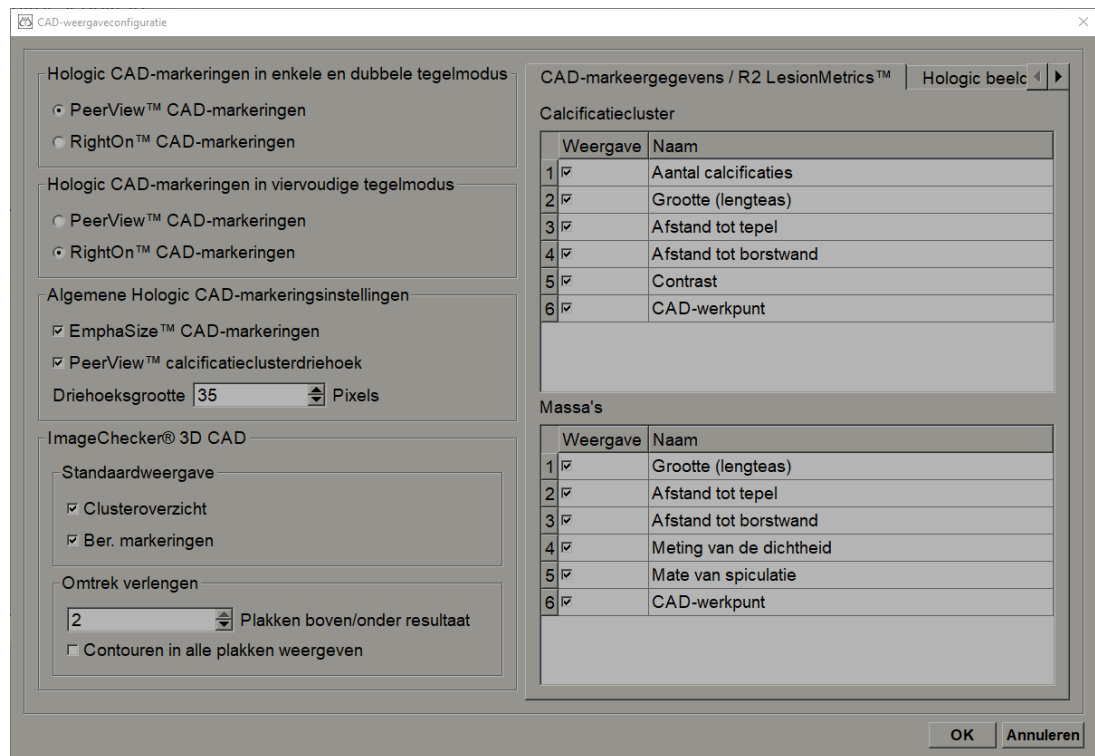 CAD-weergaveconfiguratie
Hologic CAD-markeringen in enkele en dubbele tegelmodus
PeerView™ CAD-markeringen
RightOn™ CAD-markeringen
Hologic CAD-markeringen in viervoudige tegelmodus
PeerView™ CAD-markeringen
RightOn™ CAD-markeringen
Algemene Hologic CAD-markeringsinstellingen
EmphaSize™ CAD-markeringen
PeerView™ calcificatieclusterdriehoek
Driehoeksgrootte 35 Pixels
ImageChecker® 3D CAD
Standaardweergave
Clusteroverzicht
Ber. markeringen
Omtrek verlengen
2 Plakken boven/onder resultaat
Contouren in alle plakken weergeven
CAD-markeergegevens / R2 LesionMetrics™ Hologic
Calcificatiecluster
Weergave Naam
1 Aantal calcificaties
2 Grootte (lengteas)
3 Afstand tot tepel
4 Afstand tot borstwand
5 Contrast
6 CAD-werkpunt
Massa's
Weergave Naam
1 Grootte (lengteas)
2 Afstand tot tepel
3 Afstand tot borstwand
4 Meting van de dichtheid
5 Mate van spiculatie
6 CAD-werkpunt
OK Annuleren